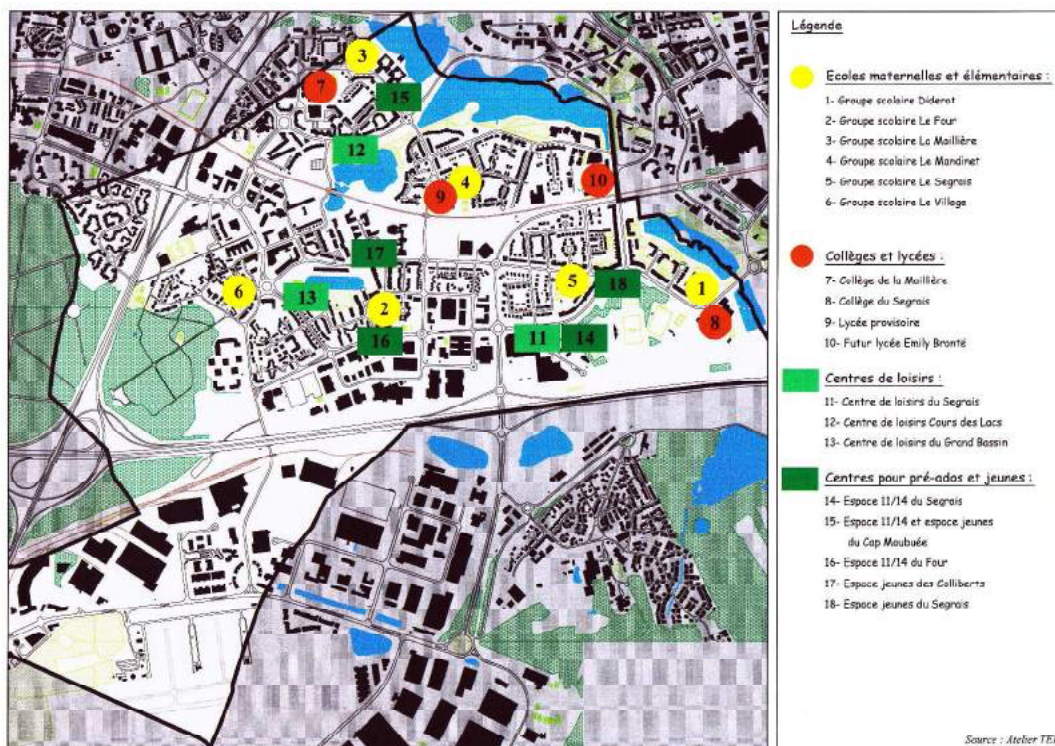 Légende
Ecoles maternelles et élémentaires :
1- Groupe scolaire Diderot
2- Groupe scolaire Le Four
3- Groupe scolaire La Maillière
4- Groupe scolaire Le Mandinet
5- Groupe scolaire Le Segrais
6- Groupe scolaire Le Village
Collèges et lycées :
7- Collège de la Maillière
8- Collège du Segrais
9- Lycée provisoire
10- Futur lycée Emily Brontë
Centres de loisirs :
11- Centre de loisirs du Segrais
12- Centre de loisirs Cours des Lacs
13- Centre de loisirs du Grand Bassin
Centres pour pré-ados et jeunes :
14- Espace 11/14 du Segrais
15- Espace 11/14 et espace jeunes
du Cap Maubuée
16- Espace 11/14 du Four
17- Espace jeunes des Colliberts
18- Espace jeunes du Segrais
Source : Atelier TEL
3
7
15
12
4
9
10
17
6
13
2
16
5
18
1
8
11
14